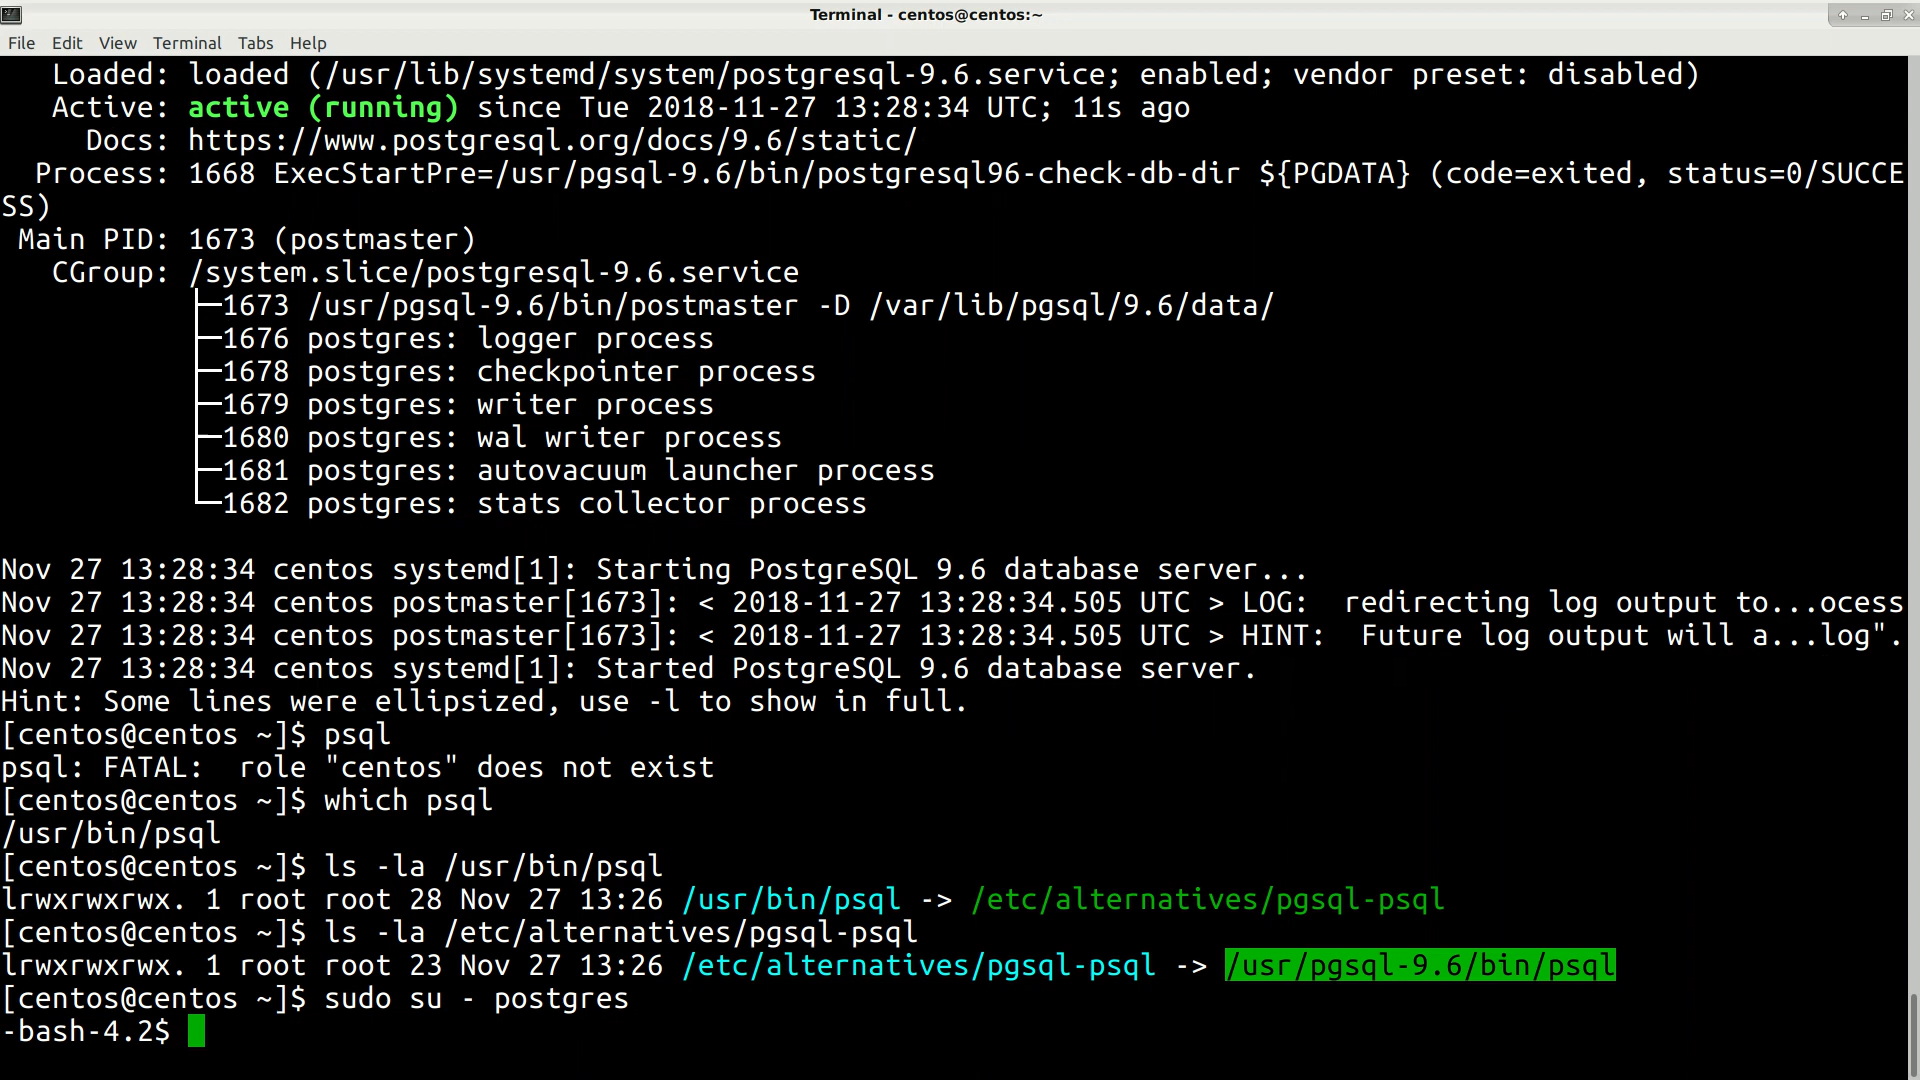 Terminal - centos@centos:~
File Edit View Terminal Tabs Help
Loaded: loaded (/usr/lib/systemd/system/postgresql-9.6.service; enabled; vendor preset: disabled)
Active: active (running) since Tue 2018-11-27 13:28:34 UTC; 11s ago
Docs: https://www.postgresql.org/docs/9.6/static/
Process: 1668 ExecStartPre=/usr/pgsql-9.6/bin/postgresql96-check-db-dir ${PGDATA} (code=exited, status=0/SUCCE
SS)
Main PID: 1673 (postmaster)
CGroup: /system.slice/postgresql-9.6.service
├─1673 /usr/pgsql-9.6/bin/postmaster -D /var/lib/pgsql/9.6/data/
├─1676 postgres: logger process
├─1678 postgres: checkpointer process
├─1679 postgres: writer process
├─1680 postgres: wal writer process
├─1681 postgres: autovacuum launcher process
└─1682 postgres: stats collector process
Nov 27 13:28:34 centos systemd[1]: Starting PostgreSQL 9.6 database server...
Nov 27 13:28:34 centos postmaster[1673]: < 2018-11-27 13:28:34.505 UTC > LOG:  redirecting log output to...ocess
Nov 27 13:28:34 centos postmaster[1673]: < 2018-11-27 13:28:34.505 UTC > HINT:  Future log output will a...log".
Nov 27 13:28:34 centos systemd[1]: Started PostgreSQL 9.6 database server.
Hint: Some lines were ellipsized, use -l to show in full.
[centos@centos ~]$ psql
psql: FATAL:  role "centos" does not exist
[centos@centos ~]$ which psql
/usr/bin/psql
[centos@centos ~]$ ls -la /usr/bin/psql
lrwxrwxrwx. 1 root root 28 Nov 27 13:26 /usr/bin/psql -> /etc/alternatives/pgsql-psql
[centos@centos ~]$ ls -la /etc/alternatives/pgsql-psql
lrwxrwxrwx. 1 root root 23 Nov 27 13:26 /etc/alternatives/pgsql-psql -> /usr/pgsql-9.6/bin/psql
[centos@centos ~]$ sudo su - postgres
-bash-4.2$